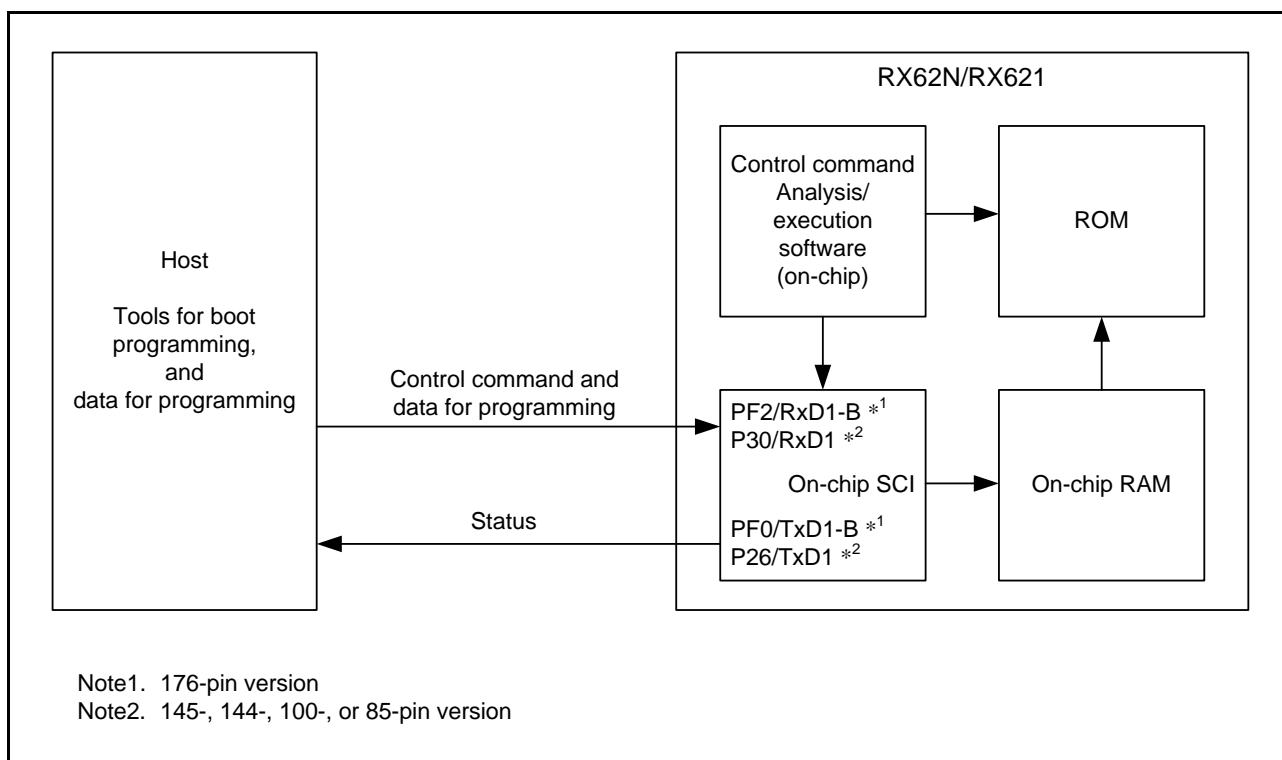 RX62N/RX621
Control command
Analysis/
execution
software
(on-chip)
ROM
Host
Tools for boot
programming,
and
data for programming
Control command and
data for programming
PF2/RxD1-B *1
P30/RxD1 *2
On-chip SCI
On-chip RAM
Status
PF0/TxD1-B *1
P26/TxD1 *2
Note1. 176-pin version
Note2. 145-, 144-, 100-, or 85-pin version